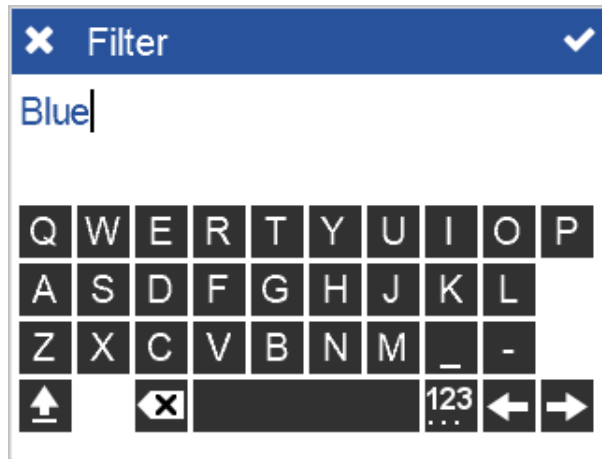 Filter
Blue
Q W E R T Y U I O P
A S D F G H J K L
Z X C V B N M _ -
123...